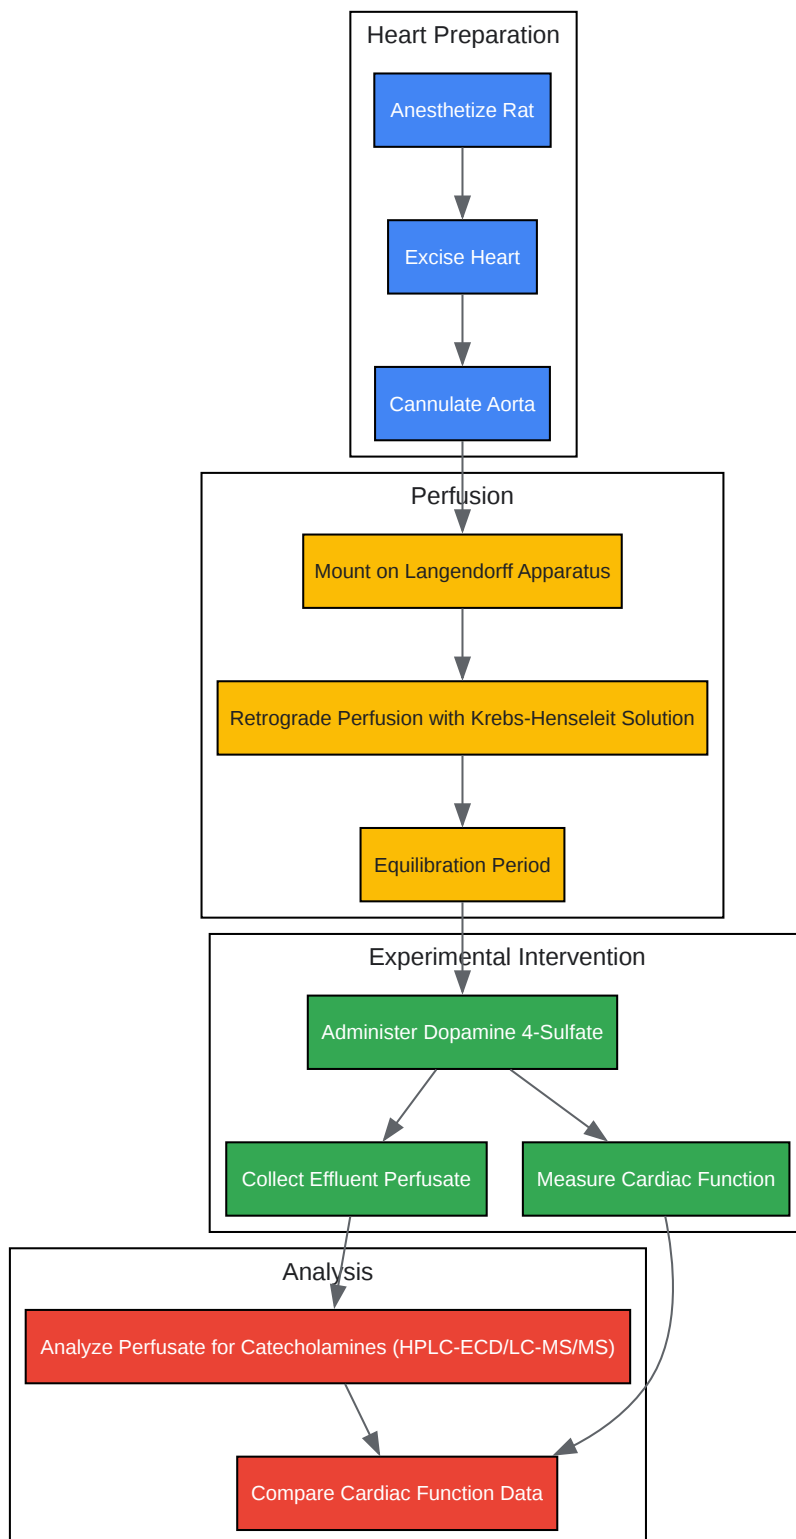 Heart Preparation
Anesthetize Rat
Excise Heart
Cannulate Aorta
Perfusion
Mount on Langendorff Apparatus
Retrograde Perfusion with Krebs-Henseleit Solution
Equilibration Period
Experimental Intervention
Administer Dopamine 4-Sulfate
Collect Effluent Perfusate
Measure Cardiac Function
Analysis
Analyze Perfusate for Catecholamines (HPLC-ECD/LC-MS/MS)
Compare Cardiac Function Data